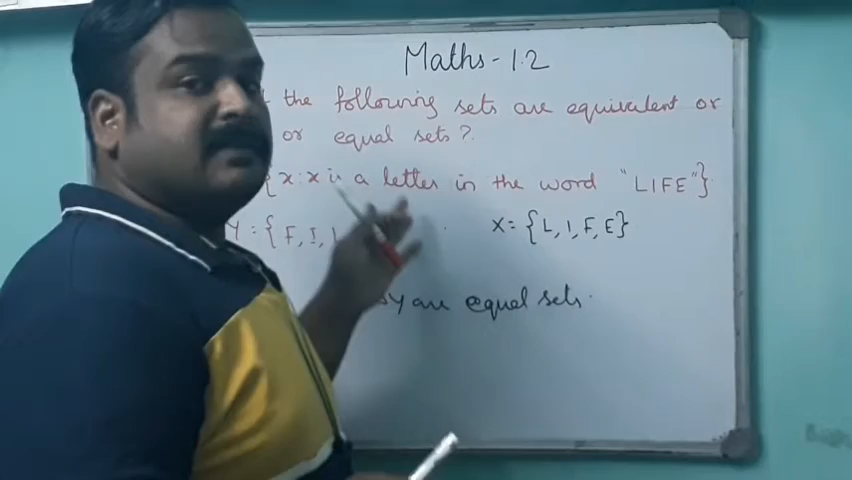 Maths - 1.2
the following sets are equivalent or
or equal sets ?
{x : x is a letter in the word "LIFE"}
Y = {F, I, X = {L, I, F, E}
Y are equal sets.